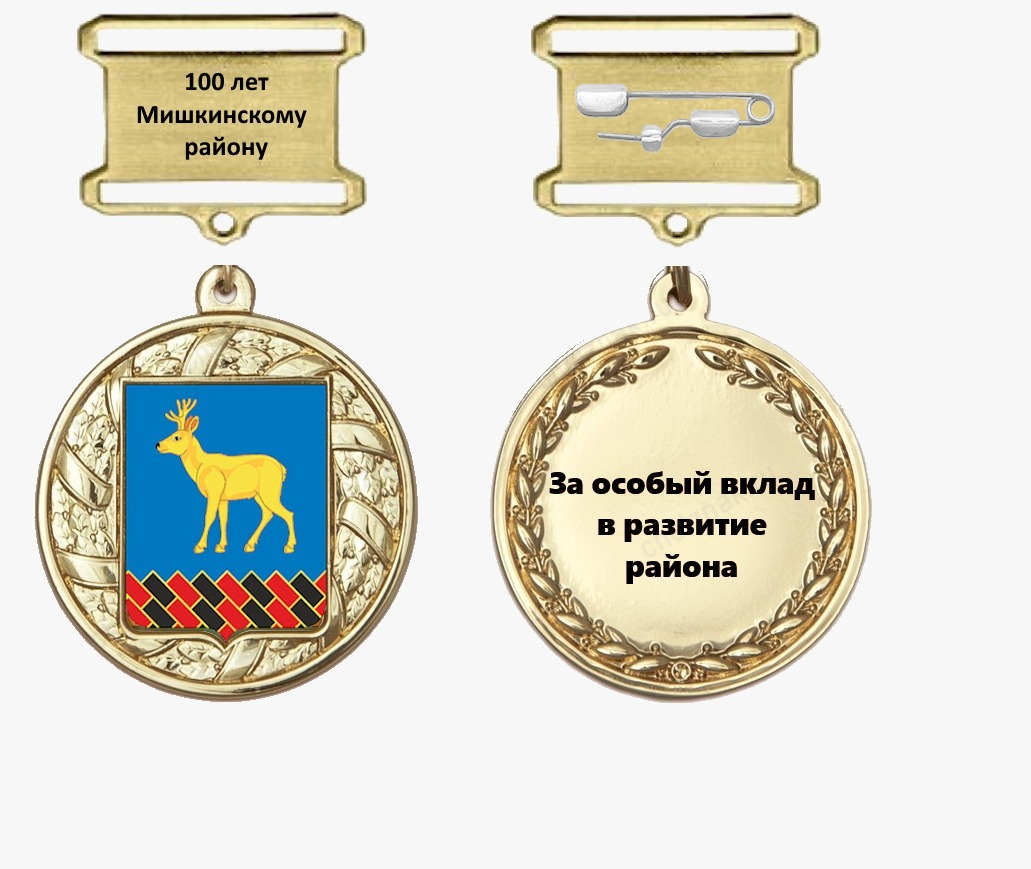 100 лет
Мишкинскому
району
За особый вклад
в развитие
района